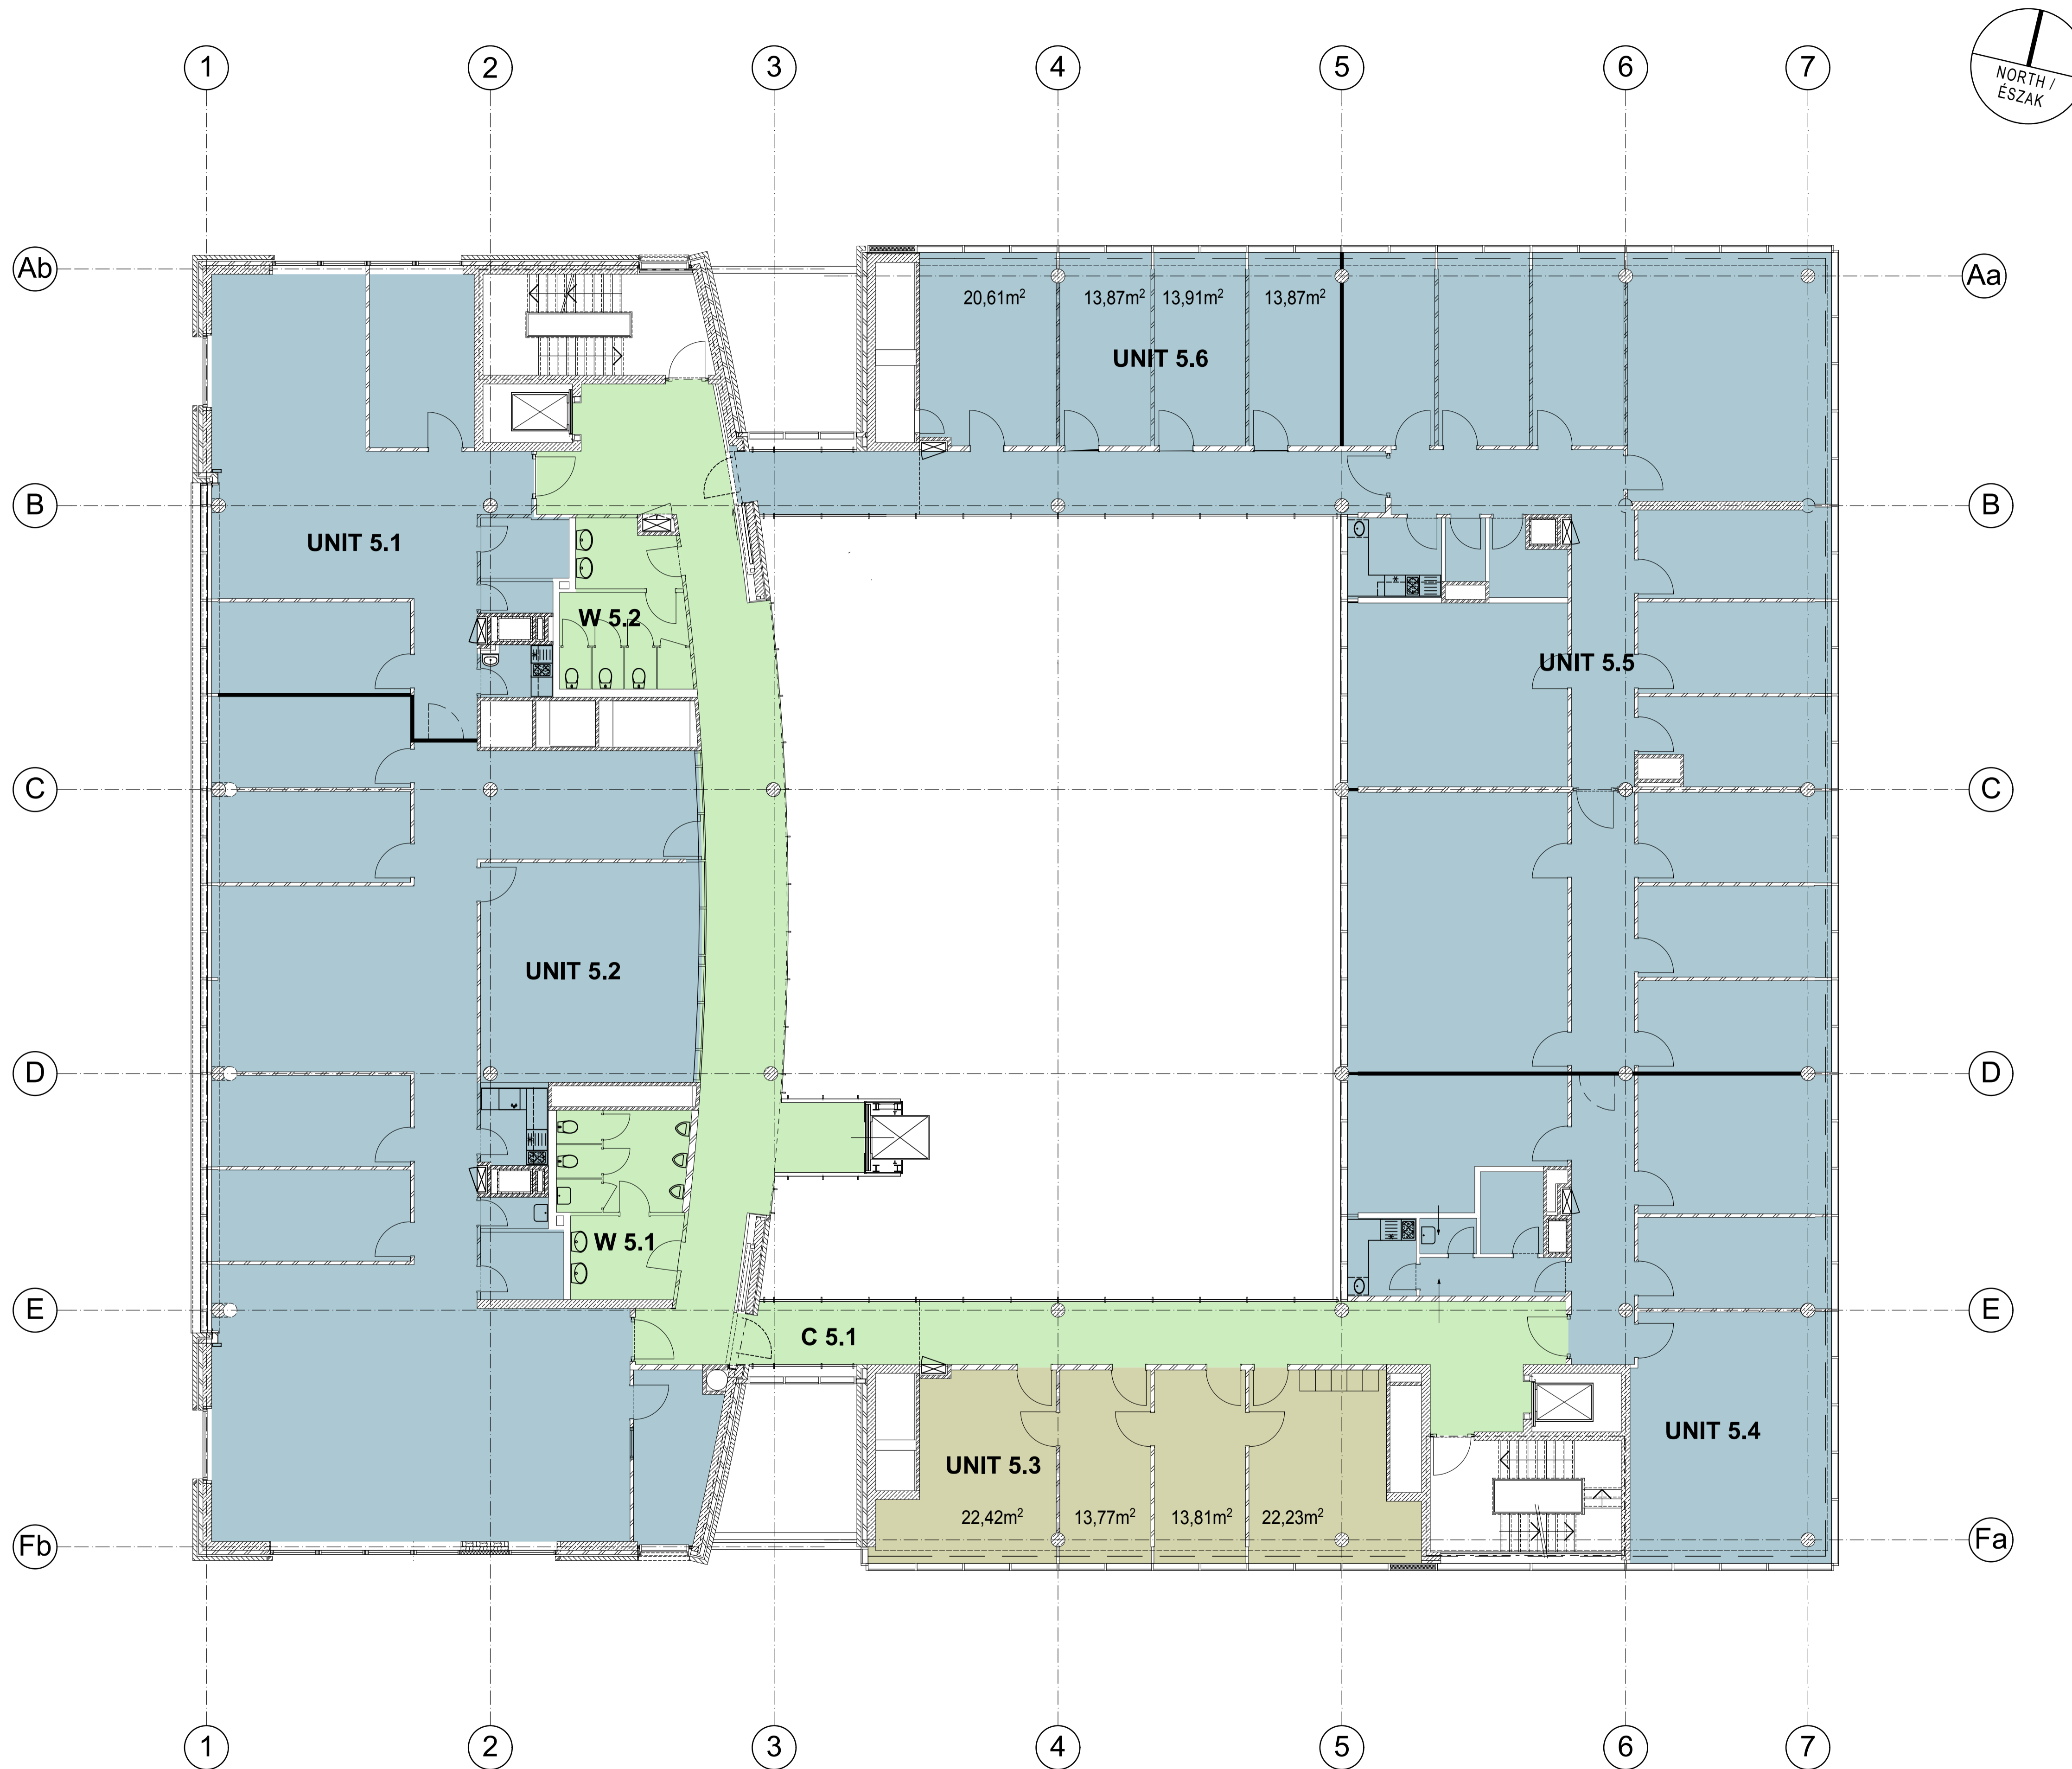 NORTH /
ÉSZAK
1 2 3 4 5 6 7
Ab Aa
20,61m² 13,87m² 13,91m² 13,87m²
UNIT 5.6
B B
UNIT 5.1
W 5.2
UNIT 5.5
C C
UNIT 5.2
D D
W 5.1
E E
C 5.1
UNIT 5.4
UNIT 5.3
22,42m² 13,77m² 13,81m² 22,23m²
Fb Fa
1 2 3 4 5 6 7